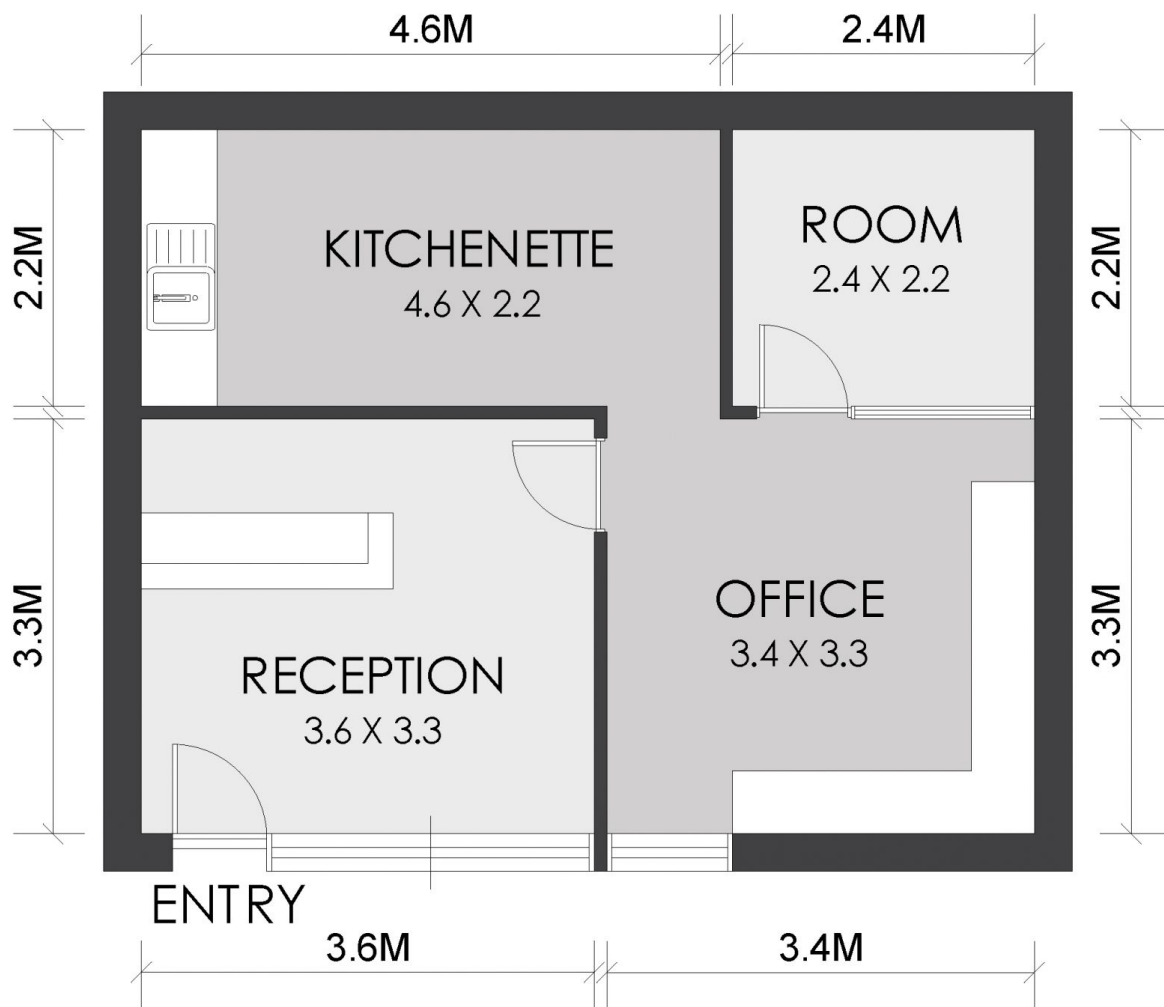 4.6M
2.4M
2.2M
KITCHENETTE
4.6 X 2.2
ROOM
2.4 X 2.2
2.2M
3.3M
RECEPTION
3.6 X 3.3
OFFICE
3.4 X 3.3
3.3M
ENTRY
3.6M
3.4M